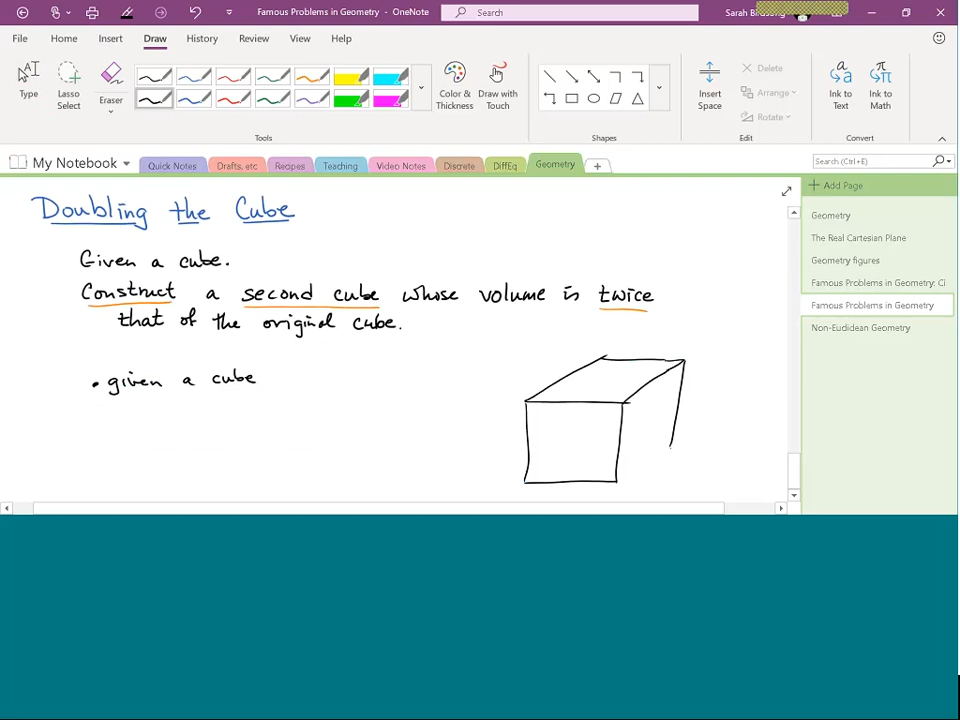 Famous Problems in Geometry - OneNote
Search
File Home Insert Draw History Review View Help
Type
Lasso Select
Eraser
Color & Thickness
Draw with Touch
Insert Space
Delete
Arrange
Rotate
Ink to Text
Ink to Math
Tools
Shapes
Edit
Convert
My Notebook
Quick Notes
Drafts, etc
Recipes
Teaching
Video Notes
Discrete
DiffEq
Geometry
Search (Ctrl+E)
Add Page
Geometry
The Real Cartesian Plane
Geometry figures
Famous Problems in Geometry: Ci
Famous Problems in Geometry
Non-Euclidean Geometry
Doubling the Cube
Given a cube.
Construct a second cube whose volume is twice
that of the original cube.
• given a cube